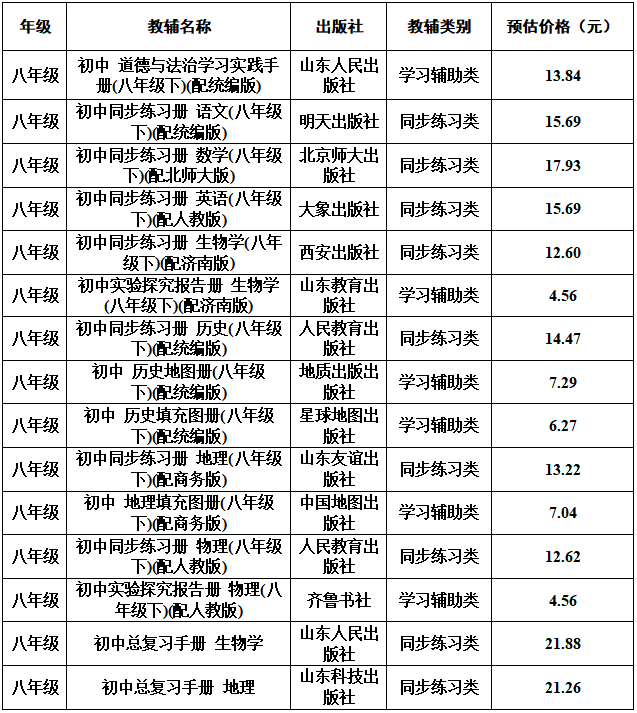 年级 教辅名称 出版社 教辅类别 预估价格（元）
八年级 初中 道德与法治学习实践手册(八年级下)(配统编版) 山东人民出版社 学习辅助类 13.84
八年级 初中同步练习册 语文(八年级下)(配统编版) 明天出版社 同步练习类 15.69
八年级 初中同步练习册 数学(八年级下)(配北师大版) 北京师大出版社 同步练习类 17.93
八年级 初中同步练习册 英语(八年级下)(配人教版) 大象出版社 同步练习类 15.69
八年级 初中同步练习册 生物学(八年级下)(配济南版) 西安出版社 同步练习类 12.60
八年级 初中实验探究报告册 生物学(八年级下)(配济南版) 山东教育出版社 学习辅助类 4.56
八年级 初中同步练习册 历史(八年级下)(配统编版) 人民教育出版社 同步练习类 14.47
八年级 初中 历史地图册(八年级下)(配统编版) 地质出版出版社 学习辅助类 7.29
八年级 初中 历史填充图册(八年级下)(配统编版) 星球地图出版社 学习辅助类 6.27
八年级 初中同步练习册 地理(八年级下)(配商务版) 山东友谊出版社 同步练习类 13.22
八年级 初中 地理填充图册(八年级下)(配商务版) 中国地图出版社 学习辅助类 7.04
八年级 初中同步练习册 物理(八年级下)(配人教版) 人民教育出版社 同步练习类 12.62
八年级 初中实验探究报告册 物理(八年级下)(配人教版) 齐鲁书社 学习辅助类 4.56
八年级 初中总复习手册 生物学 山东人民出版社 同步练习类 21.88
八年级 初中总复习手册 地理 山东科技出版社 同步练习类 21.26